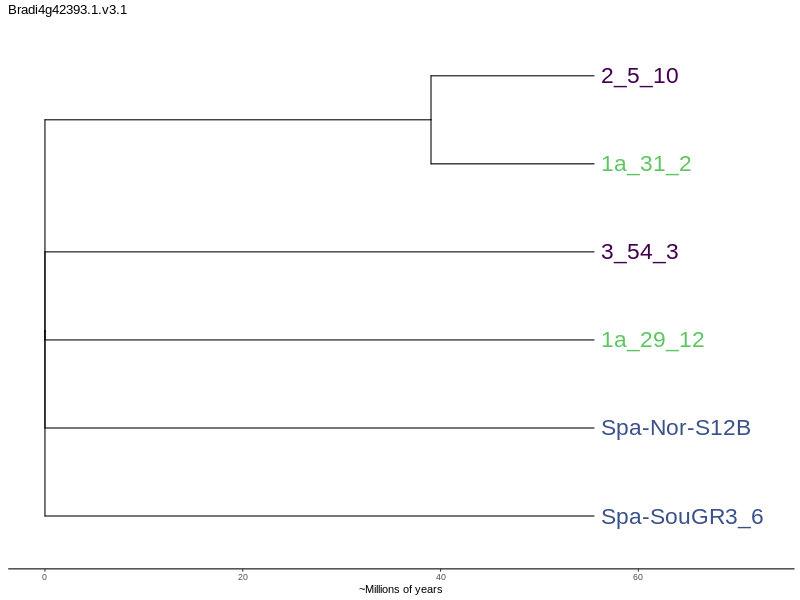 Bradi4g42393.1.v3.1
2_5_10
1a_31_2
3_54_3
1a_29_12
Spa-Nor-S12B
Spa-SouGR3_6
0 20 40 60
~Millions of years